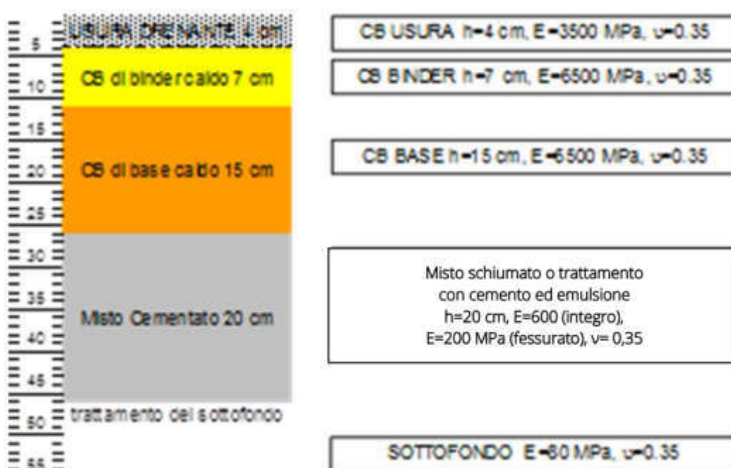 USURA DRENANTE 4 cm
CB USURA h=4 cm, E=3500 MPa, υ=0.35
5
CB di binder caldo 7 cm
CB BINDER h=7 cm, E=6500 MPa, υ=0.35
10
15
CB di base caldo 15 cm
CB BASE h=15 cm, E=6500 MPa, υ=0.35
20
25
30
Misto schiumato o trattamento
con cemento ed emulsione
h=20 cm, E=600 (integro),
E=200 MPa (fessurato), ν= 0,35
35
Misto Cementato 20 cm
40
45
trattamento del sottofondo
50
SOTTOFONDO E=80 MPa, υ=0.35
55